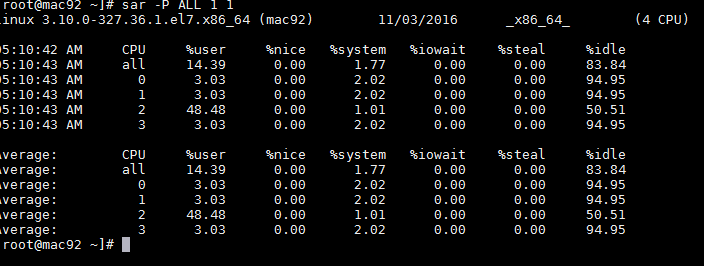 root@mac92 ~]# sar -P ALL 1 1
inux 3.10.0-327.36.1.el7.x86_64 (mac92) 11/03/2016 _x86_64_ (4 CPU)
05:10:42 AM CPU %user %nice %system %iowait %steal %idle
05:10:43 AM all 14.39 0.00 1.77 0.00 0.00 83.84
05:10:43 AM 0 3.03 0.00 2.02 0.00 0.00 94.95
05:10:43 AM 1 3.03 0.00 2.02 0.00 0.00 94.95
05:10:43 AM 2 48.48 0.00 1.01 0.00 0.00 50.51
05:10:43 AM 3 3.03 0.00 2.02 0.00 0.00 94.95
Average: CPU %user %nice %system %iowait %steal %idle
Average: all 14.39 0.00 1.77 0.00 0.00 83.84
Average: 0 3.03 0.00 2.02 0.00 0.00 94.95
Average: 1 3.03 0.00 2.02 0.00 0.00 94.95
Average: 2 48.48 0.00 1.01 0.00 0.00 50.51
Average: 3 3.03 0.00 2.02 0.00 0.00 94.95
root@mac92 ~]#